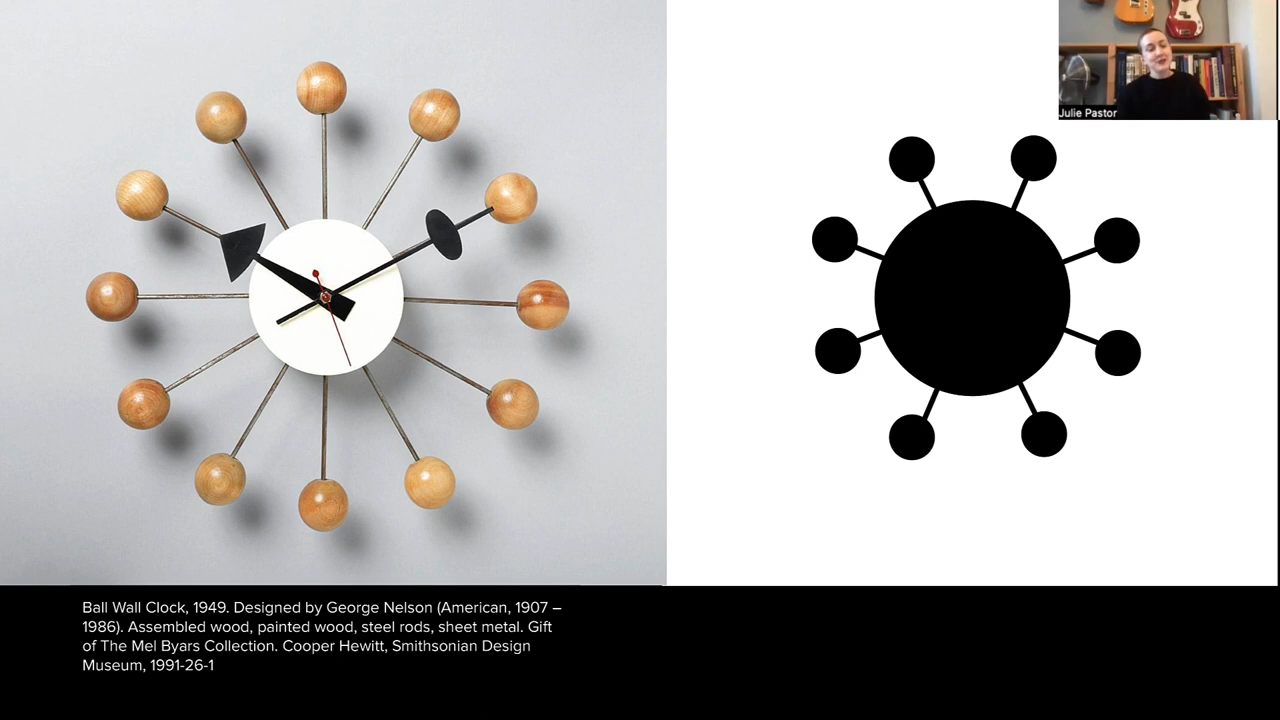 Julie Pastor
Ball Wall Clock, 1949. Designed by George Nelson (American, 1907 –
1986). Assembled wood, painted wood, steel rods, sheet metal. Gift
of The Mel Byars Collection. Cooper Hewitt, Smithsonian Design
Museum, 1991-26-1